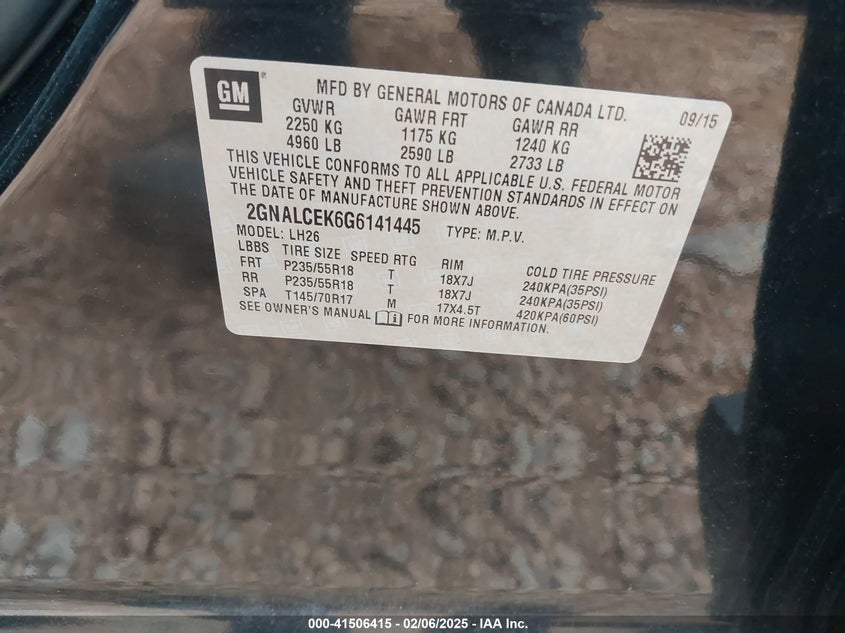 GM
MFD BY GENERAL MOTORS OF CANADA LTD.
09/15
GVWR GAWR FRT GAWR RR
2250 KG 1175 KG 1240 KG
4960 LB 2590 LB 2733 LB
THIS VEHICLE CONFORMS TO ALL APPLICABLE U.S. FEDERAL MOTOR
VEHICLE SAFETY AND THEFT PREVENTION STANDARDS IN EFFECT ON
THE DATE OF MANUFACTURE SHOWN ABOVE.
2GNALCEK6G6141445 TYPE: M.P.V.
MODEL: LH26
LBBS TIRE SIZE SPEED RTG RIM COLD TIRE PRESSURE
FRT P235/55R18 T 18X7J 240KPA(35PSI)
RR P235/55R18 T 18X7J 240KPA(35PSI)
SPA T145/70R17 M 17X4.5T 420KPA(60PSI)
SEE OWNER'S MANUAL FOR MORE INFORMATION.
000-41506415 - 02/06/2025 - IAA Inc.